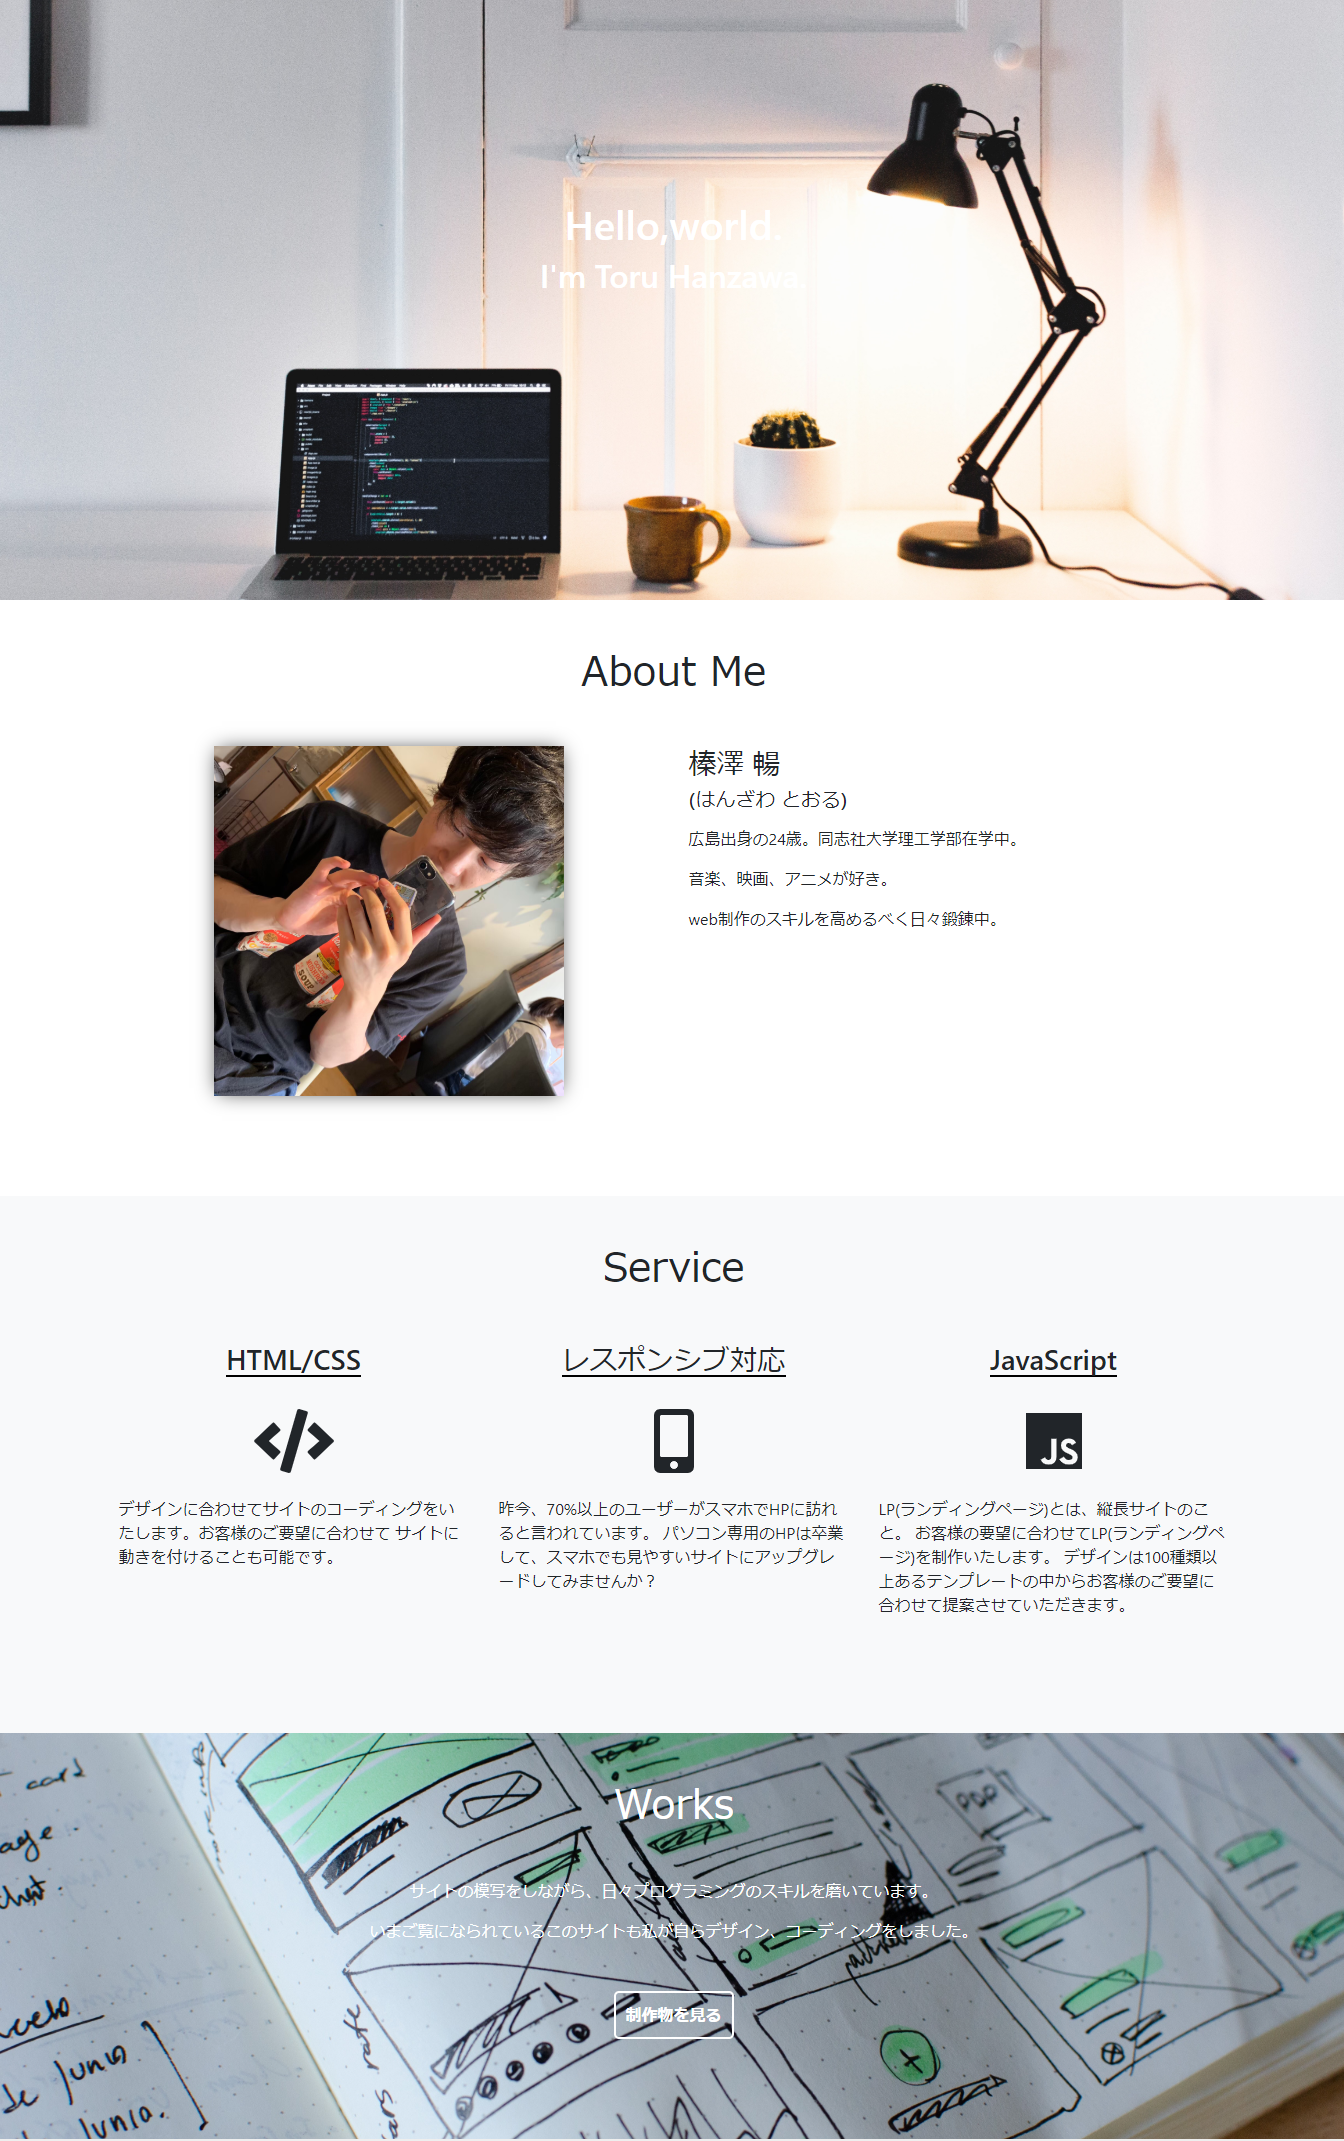 Hello,world.
I'm Toru Hanzawa.
About Me
榛澤 暢
(はんざわ とおる)
広島出身の24歳。同志社大学理工学部在学中。
音楽、映画、アニメが好き。
web制作のスキルを高めるべく日々鍛錬中。
SOUP
Service
HTML/CSS
レスポンシブ対応
JavaScript
JS
デザインに合わせてサイトのコーディングをい
たします。お客様のご要望に合わせて サイトに
動きを付けることも可能です。
昨今、70%以上のユーザーがスマホでHPに訪れ
ると言われています。 パソコン専用のHPは卒業
して、スマホでも見やすいサイトにアップグレ
ードしてみませんか？
LP(ランディングページ)とは、縦長サイトのこ
と。 お客様の要望に合わせてLP(ランディングペ
ージ)を制作いたします。 デザインは100種類以
上あるテンプレートの中からお客様のご要望に
合わせて提案させていただきます。
card
PDP
Works
サイトの模写をしながら、日々プログラミングのスキルを磨いています。
いまご覧になられているこのサイトも私が自らデザイン、コーディングをしました。
制作物を見る
de junio
junio.